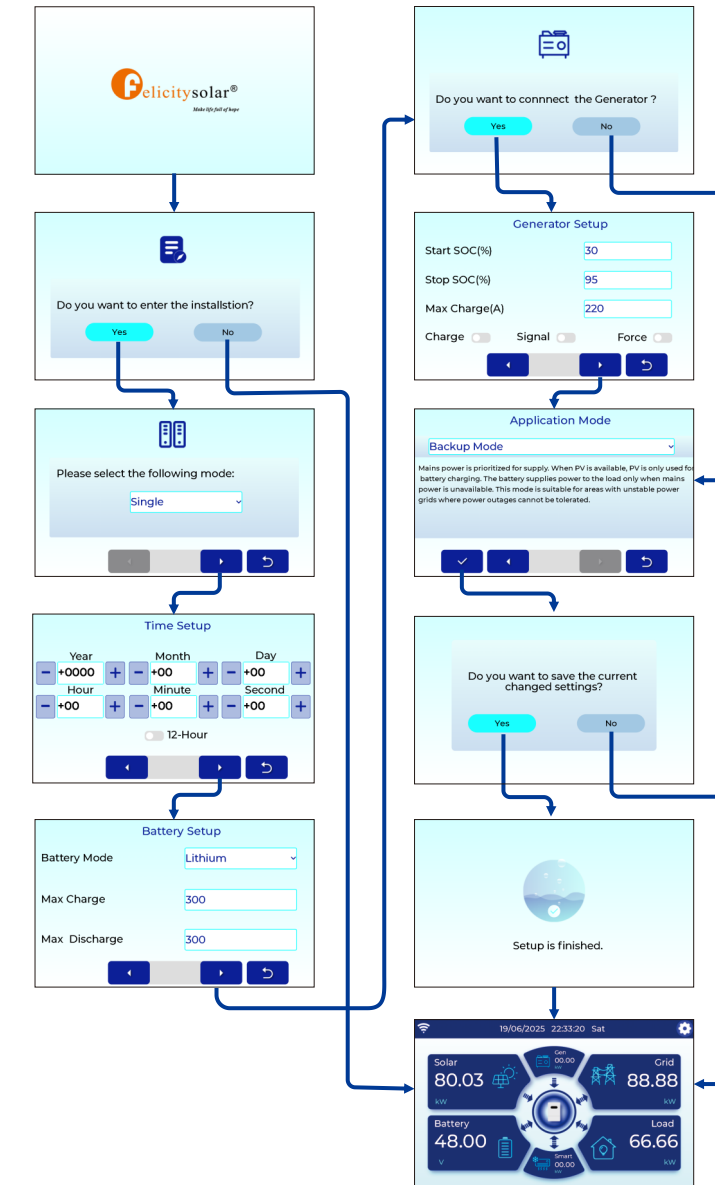 felicitysolar®
Make life full of hope
Do you want to enter the installstion?
Yes No
Please select the following mode:
Single
Time Setup
Year Month Day
+0000 +00 +00
Hour Minute Second
+00 +00 +00
12-Hour
Battery Setup
Battery Mode Lithium
Max Charge 300
Max Discharge 300
Do you want to connnect the Generator ?
Yes No
Generator Setup
Start SOC(%) 30
Stop SOC(%) 95
Max Charge(A) 220
Charge Signal Force
Application Mode
Backup Mode
Mains power is prioritized for supply. When PV is available, PV is only used for
battery charging. The battery supplies power to the load only when mains
power is unavailable. This mode is suitable for areas with unstable power
grids where power outages cannot be tolerated.
Do you want to save the current
changed settings?
Yes No
Setup is finished.
19/06/2025 22:33:20 Sat
Solar
80.03
kW
Gen
00.00
kW
Grid
88.88
kW
Battery
48.00
V
Smart
00.00
kW
Load
66.66
kW